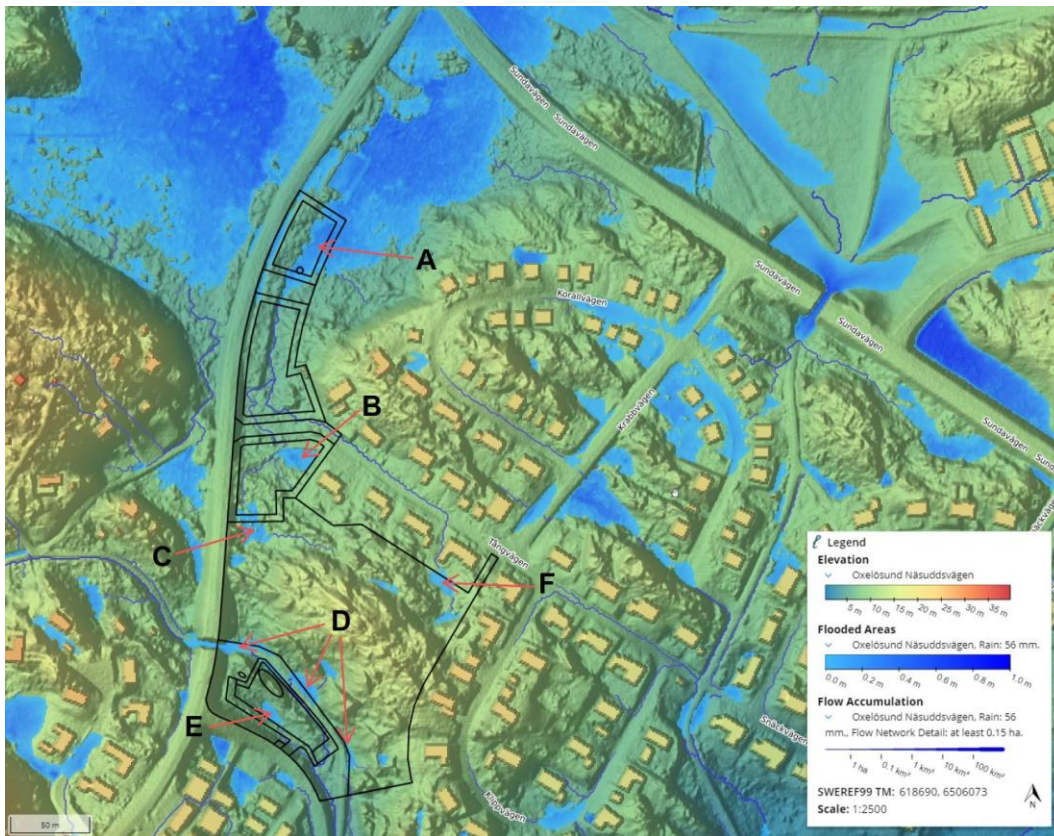 Sundavägen
Sundavägen
A
Korallvägen
Sundavägen
Sundavägen
Krabbvägen
B
Sundavägen
C
Tångvägen
F
D
E
Snäckvägen
Klippvägen
50 m
Legend
Elevation
Oxelösund Näsuddsvägen
5 m 10 m 15 m 20 m 25 m 30 m 35 m
Flooded Areas
Oxelösund Näsuddsvägen, Rain: 56 mm.
0.0 m 0.2 m 0.4 m 0.6 m 0.8 m 1.0 m
Flow Accumulation
Oxelösund Näsuddsvägen, Rain: 56
mm., Flow Network Detail: at least 0.15 ha.
1 ha 0.1 km² 1 km² 10 km² 100 km²
SWEREF99 TM: 618690, 6506073
Scale: 1:2500
N